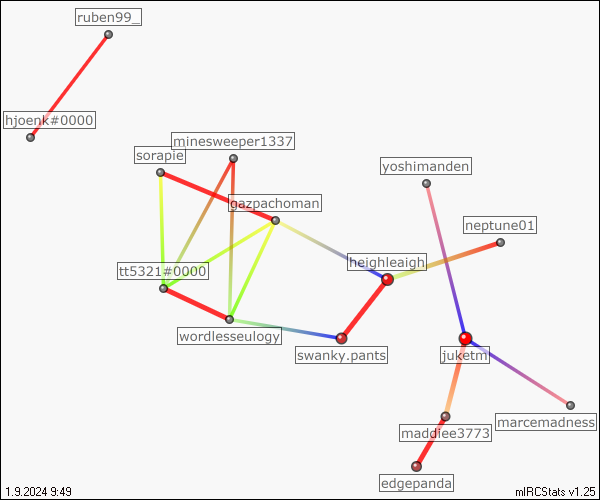 ruben99_
hjoenk#0000
minesweeper1337
sorapie
yoshimanden
gazpachoman
neptune01
heighleaigh
tt5321#0000
wordlesseulogy
swanky.pants
juketm
marcemadness
maddiee3773
edgepanda
1.9.2024 9:49
mIRCStats v1.25